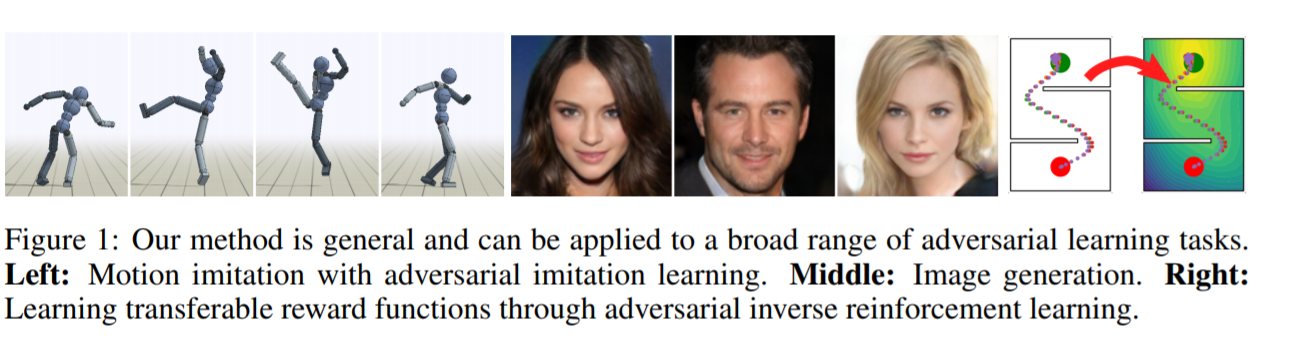 Figure 1: Our method is general and can be applied to a broad range of adversarial learning tasks.
Left: Motion imitation with adversarial imitation learning. Middle: Image generation. Right:
Learning transferable reward functions through adversarial inverse reinforcement learning.